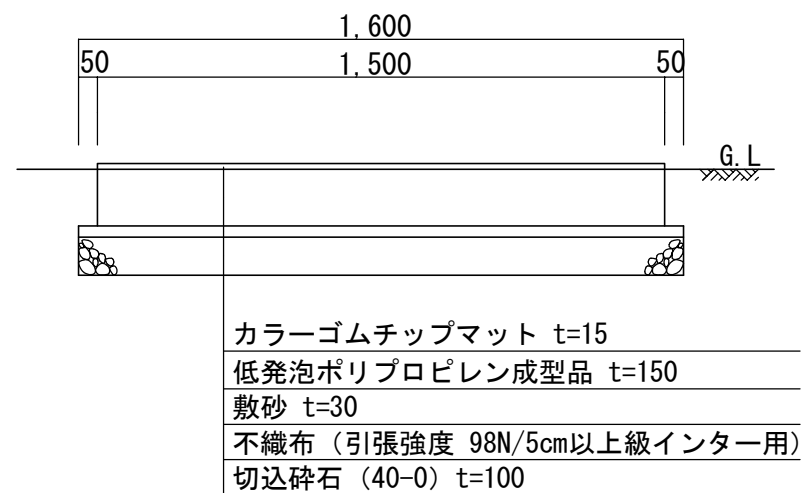 1,600
50 1,500 50
G.L
カラーゴムチップマット t=15
低発泡ポリプロピレン成型品 t=150
敷砂 t=30
不織布（引張強度 98N/5cm以上級インター用）
切込砕石（40-0）t=100